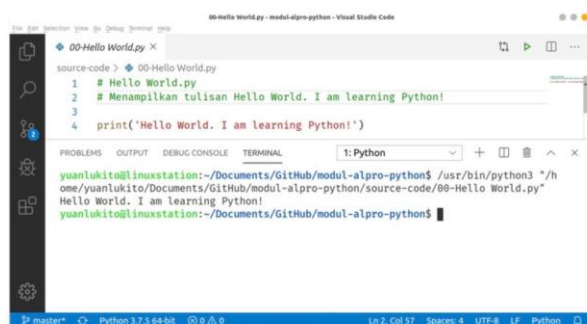 00-Hello World.py - modul-alpro-python - Visual Studio Code
File Edit Selection View Go Debug Terminal Help
00-Hello World.py ×
source-code > 00-Hello World.py
1 # Hello World.py
2 # Menampilkan tulisan Hello World. I am learning Python!
3
4 print('Hello World. I am learning Python!')
PROBLEMS OUTPUT DEBUG CONSOLE TERMINAL 1: Python
yuanlukito@linuxstation:~/Documents/GitHub/modul-alpro-python$ /usr/bin/python3 "/h
ome/yuanlukito/Documents/GitHub/modul-alpro-python/source-code/00-Hello World.py"
Hello World. I am learning Python!
yuanlukito@linuxstation:~/Documents/GitHub/modul-alpro-python$
2
master* Python 3.7.5 64-bit 0 0 0 Ln 2, Col 57 Spaces: 4 UTF-8 LF Python